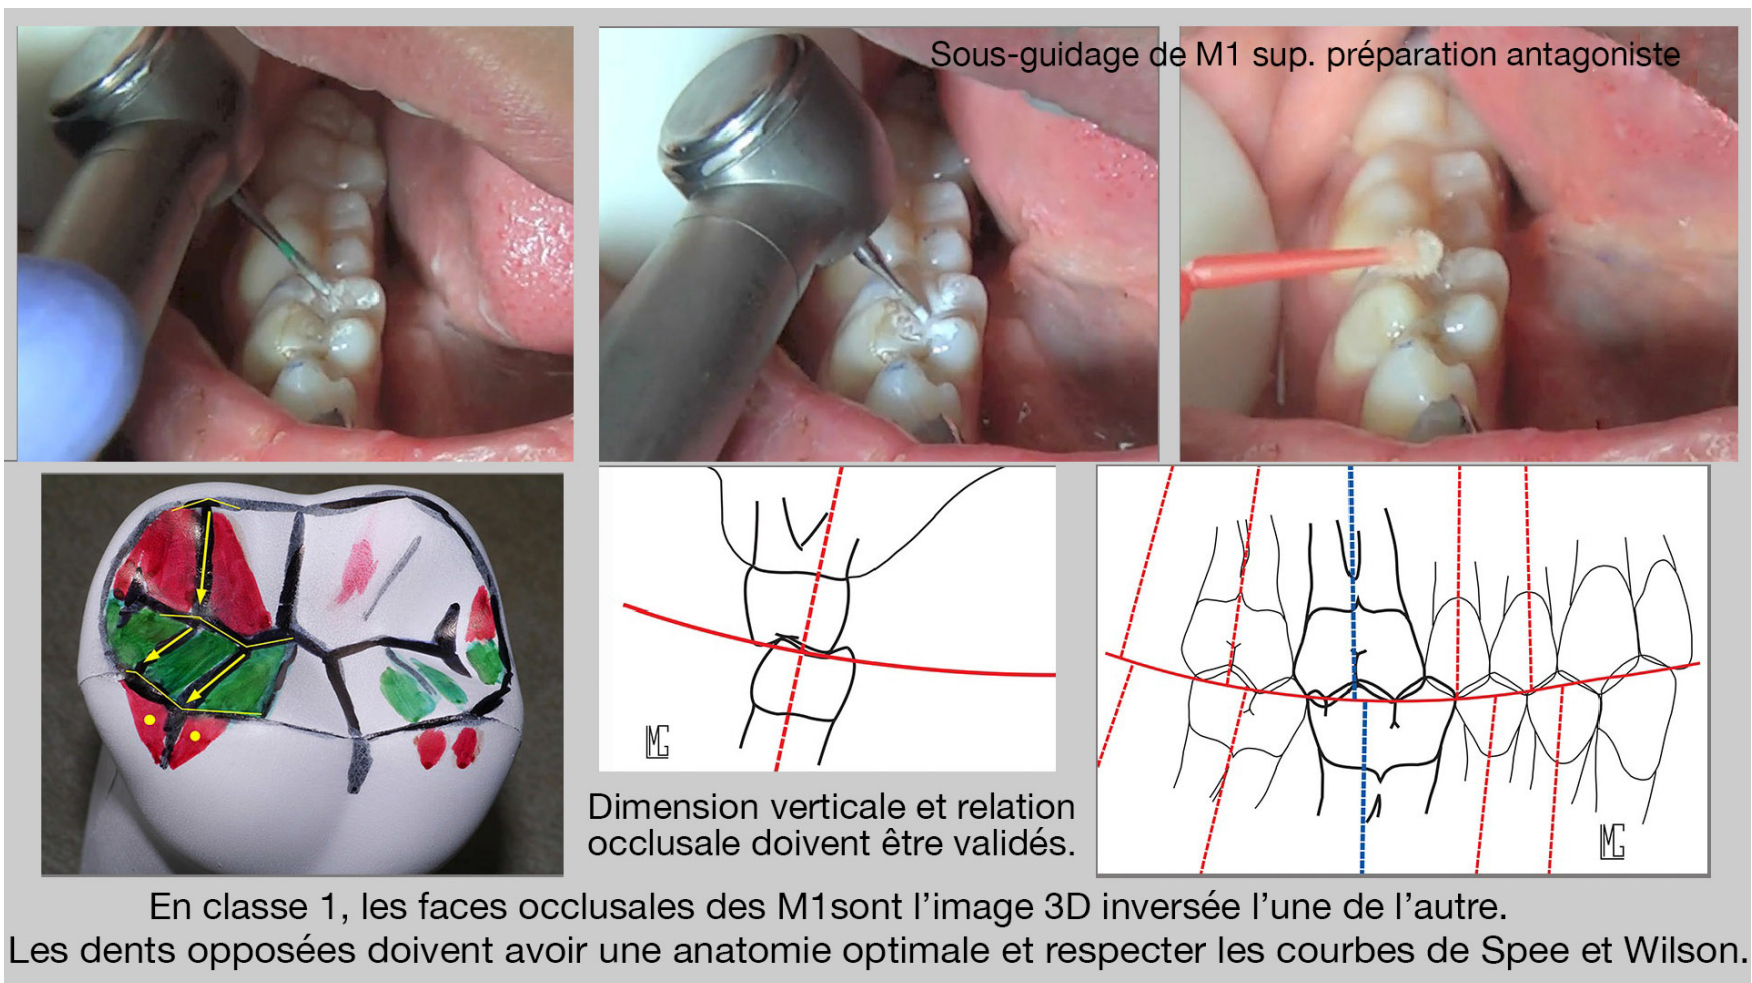 Sous-guidage de M1 sup. préparation antagoniste
LMG
Dimension verticale et relation
occlusale doivent être validés.
LMG
En classe 1, les faces occlusales des M1sont l'image 3D inversée l'une de l'autre.
Les dents opposées doivent avoir une anatomie optimale et respecter les courbes de Spee et Wilson.